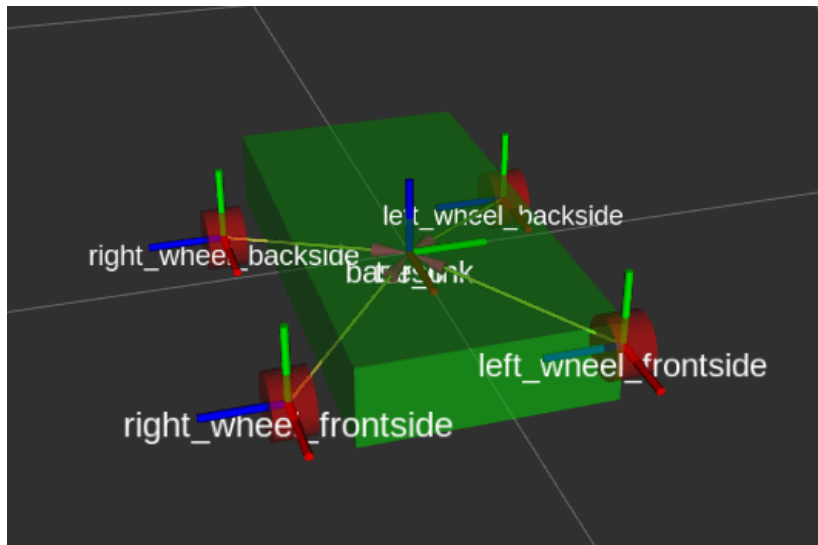 left_wheel_backside
right_wheel_backside
left_wheel_frontside
right_wheel_frontside